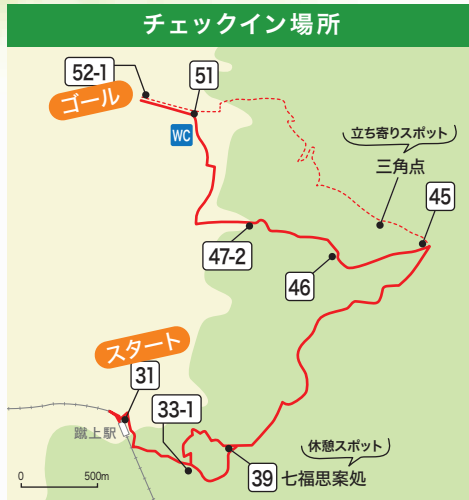 チェックイン場所
52-1
51
ゴール
WC
立ち寄りスポット
三角点
45
47-2
46
スタート
31
33-1
蹴上駅
休憩スポット
39 七福思案処
0 500m